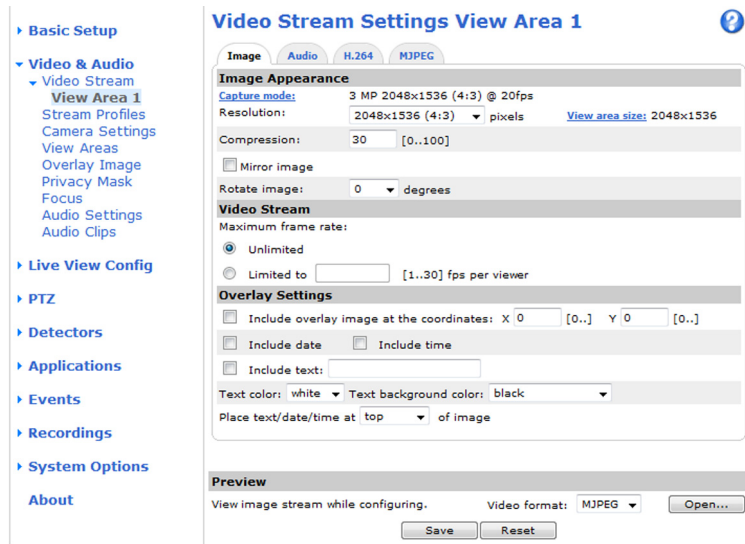 Basic Setup
Video & Audio
Video Stream
View Area 1
Stream Profiles
Camera Settings
View Areas
Overlay Image
Privacy Mask
Focus
Audio Settings
Audio Clips
Live View Config
PTZ
Detectors
Applications
Events
Recordings
System Options
About
Video Stream Settings View Area 1 ?
Image Audio H.264 MJPEG
Image Appearance
Capture mode: 3 MP 2048x1536 (4:3) @ 20fps
Resolution: 2048x1536 (4:3) pixels View area size: 2048x1536
Compression: 30 [0..100]
Mirror image
Rotate image: 0 degrees
Video Stream
Maximum frame rate:
Unlimited
Limited to [1..30] fps per viewer
Overlay Settings
Include overlay image at the coordinates: X 0 [0..] Y 0 [0..]
Include date Include time
Include text:
Text color: white Text background color: black
Place text/date/time at top of image
Preview
View image stream while configuring. Video format: MJPEG Open...
Save Reset